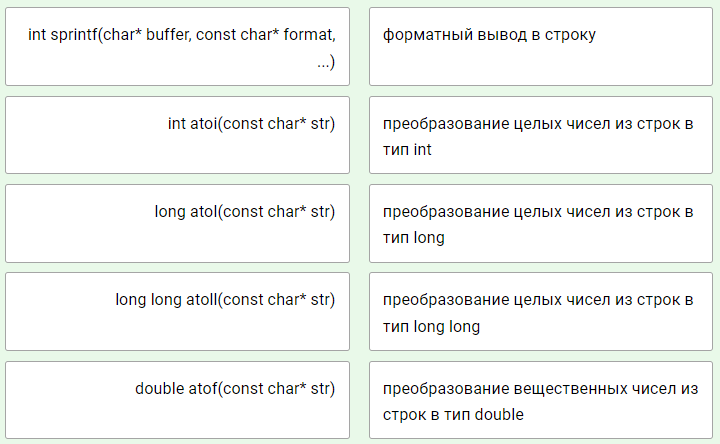 int sprintf(char* buffer, const char* format,
...)
форматный вывод в строку
int atoi(const char* str)
преобразование целых чисел из строк в
тип int
long atol(const char* str)
преобразование целых чисел из строк в
тип long
long long atoll(const char* str)
преобразование целых чисел из строк в
тип long long
double atof(const char* str)
преобразование вещественных чисел из
строк в тип double